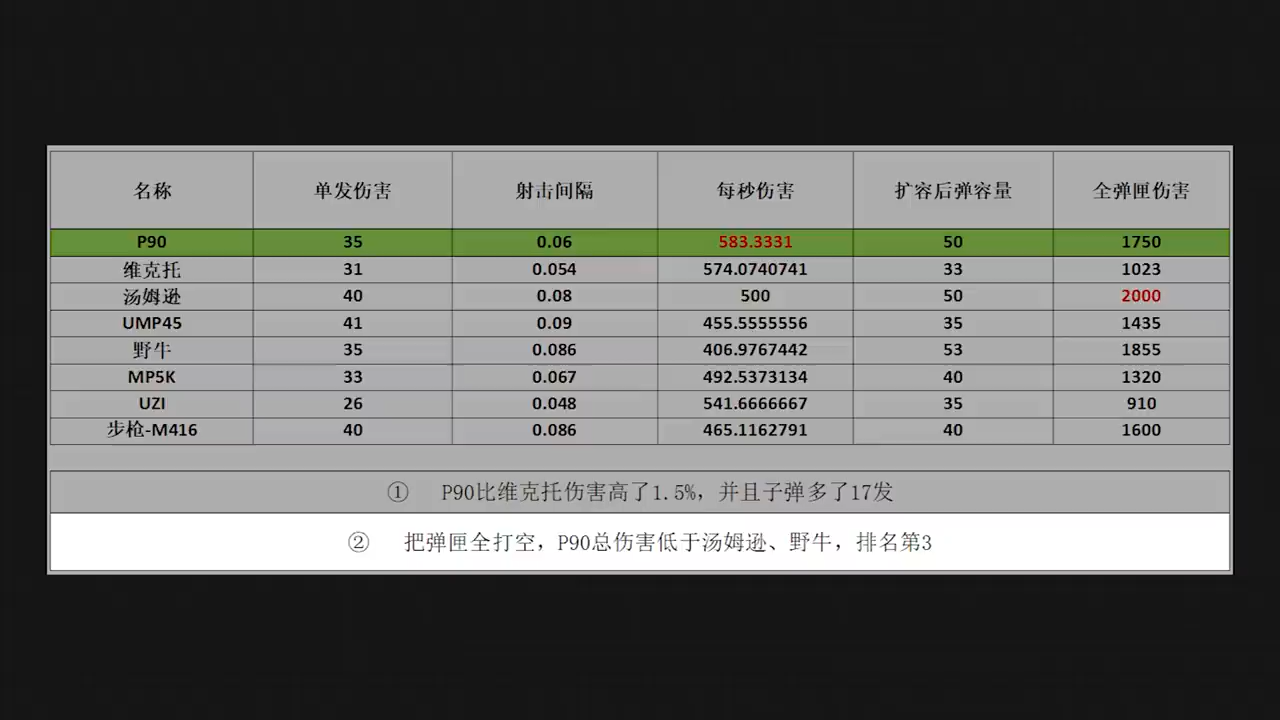 名称 单发伤害 射击间隔 每秒伤害 扩容后弹容量 全弹匣伤害
P90 35 0.06 583.3331 50 1750
维克托 31 0.054 574.0740741 33 1023
汤姆逊 40 0.08 500 50 2000
UMP45 41 0.09 455.5555556 35 1435
野牛 35 0.086 406.9767442 53 1855
MP5K 33 0.067 492.5373134 40 1320
UZI 26 0.048 541.6666667 35 910
步枪-M416 40 0.086 465.1162791 40 1600
① P90比维克托伤害高了1.5%，并且子弹多了17发
② 把弹匣全打空，P90总伤害低于汤姆逊、野牛，排名第3